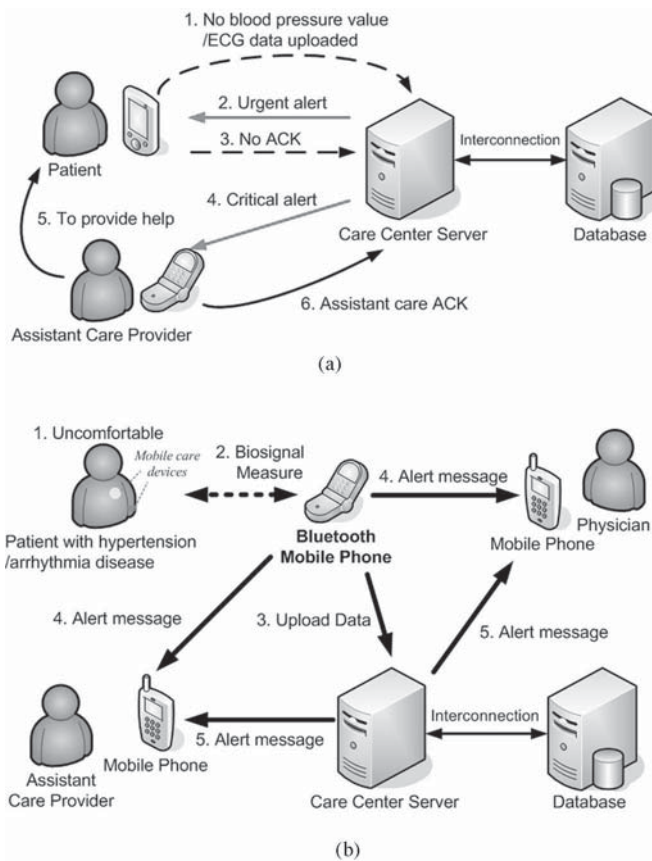 1. No blood pressure value
/ECG data uploaded
2. Urgent alert
3. No ACK
Patient
Interconnection
4. Critical alert
5. To provide help
Care Center Server
Database
6. Assistant care ACK
Assistant Care Provider
(a)
1. Uncomfortable
Mobile care
devices
2. Biosignal
Measure
4. Alert message
Physician
Patient with hypertension
/arrhythmia disease
Bluetooth
Mobile Phone
Mobile Phone
4. Alert message
3. Upload Data
5. Alert message
Interconnection
5. Alert message
Mobile Phone
Assistant
Care Provider
Care Center Server
Database
(b)